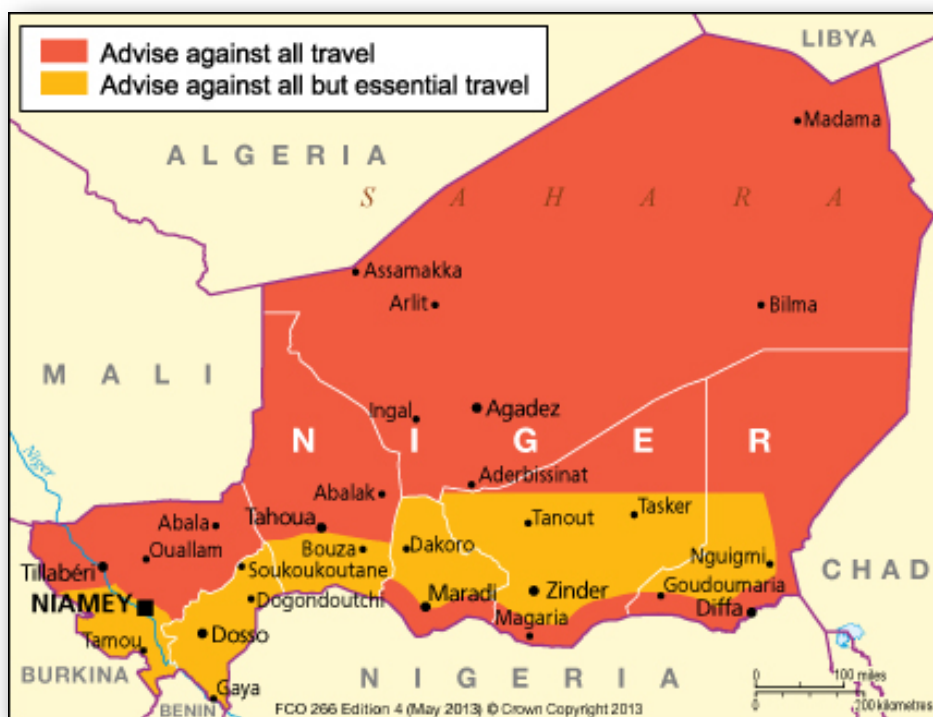 Advise against all travel
Advise against all but essential travel
LIBYA
Madama
ALGERIA
SAHARA
Assamakka
Arlit
Bilma
MALI
Ingal
Agadez
NIGER
Niger
Aderbissinat
Abalak
Abala
Tahoua
Tanout
Tasker
Ouallam
Bouza
Dakoro
Nguigmi
Tillabéri
Soukoukoutane
CHAD
NIAMEY
Dogondoutchi
Maradi
Zinder
Goudoumaria
Diffa
Tamou
Dosso
Magaria
BURKINA
NIGERIA
Gaya
BENIN
0 100 miles
0 200 kilometres
FCO 266 Edition 4 (May 2013) © Crown Copyright 2013